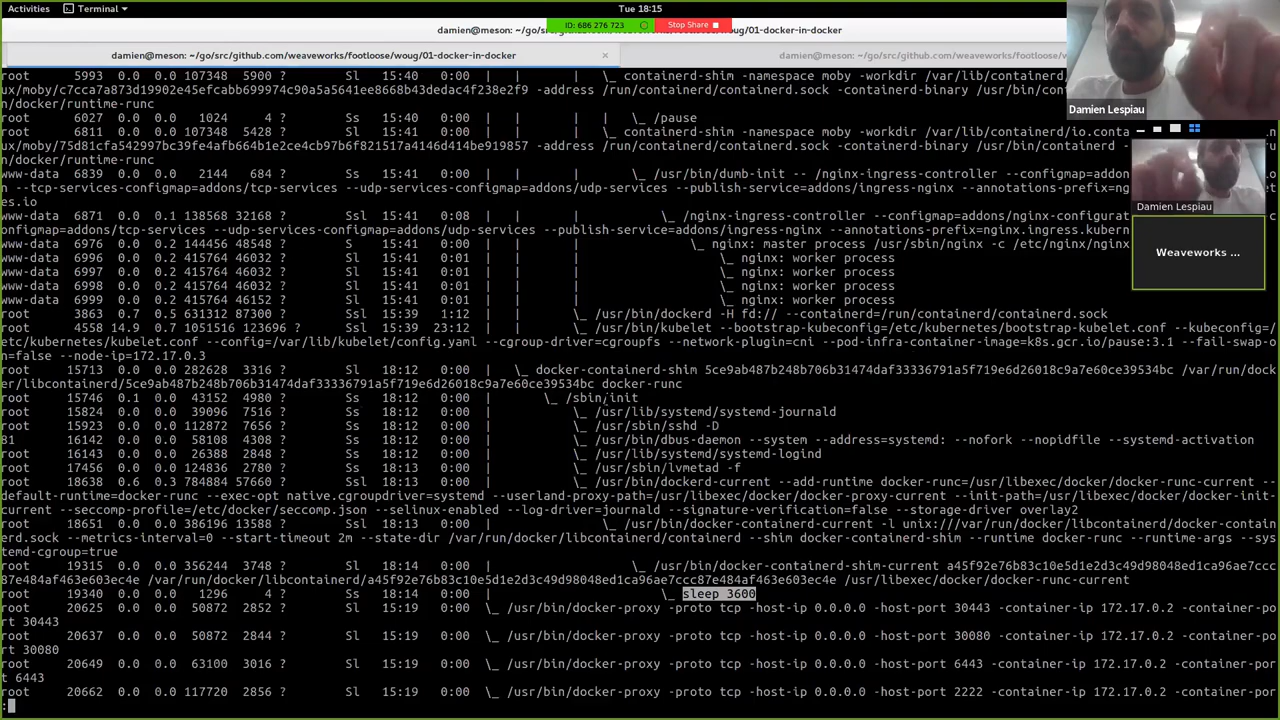 Activities Terminal Tue 18:15
ID: 686 276 723 Stop Share
damien@meson: ~/go/src/github.com/weaveworks/footloose/woug/01-docker-in-docker
damien@meson: ~/go/src/github.com/weaveworks/footloose/wo
root 5993 0.0 0.0 107348 5900 ? Sl 15:40 0:00 | | | \_ containerd-shim -namespace moby -workdir /var/lib/containerd/
ux/moby/c7cca7a873d19902e45efcabb699974c90a5a5641ee8668b43dedac4f238e2f9 -address /run/containerd/containerd.sock -containerd-binary /usr/bin/cont
n/docker/runtime-runc
root 6027 0.0 0.0 1024 4 ? Ss 15:40 0:00 | | | | \_ /pause
root 6811 0.0 0.0 107348 5428 ? Sl 15:41 0:00 | | | \_ containerd-shim -namespace moby -workdir /var/lib/containerd/io.conta
ux/moby/75d81cfa542997bc39fe4afb664b1e2ce4cb97b6f821517a4146d414be919857 -address /run/containerd/containerd.sock -containerd-binary /usr/bin/container
n/docker/runtime-runc
www-data 6839 0.0 0.0 2144 684 ? Ss 15:41 0:00 | | | \_ /usr/bin/dumb-init -- /nginx-ingress-controller --configmap=addons/
n --tcp-services-configmap=addons/tcp-services --udp-services-configmap=addons/udp-services --publish-service=addons/ingress-nginx --annotations-prefix=ng
es.io
www-data 6871 0.0 0.1 138568 32168 ? Ssl 15:41 0:08 | | | \_ /nginx-ingress-controller --configmap=addons/nginx-configurat
onfigmap=addons/tcp-services --udp-services-configmap=addons/udp-services --publish-service=addons/ingress-nginx --annotations-prefix=nginx.ingress.kubern
www-data 6976 0.0 0.2 144456 48548 ? Ss 15:41 0:00 | | | \_ nginx: master process /usr/sbin/nginx -c /etc/nginx/nginx
www-data 6996 0.0 0.2 415764 46032 ? Sl 15:41 0:01 | | | \_ nginx: worker process
www-data 6997 0.0 0.2 415764 46032 ? Sl 15:41 0:01 | | | \_ nginx: worker process
www-data 6998 0.0 0.2 415764 46032 ? Sl 15:41 0:01 | | | \_ nginx: worker process
www-data 6999 0.0 0.2 415764 46152 ? Sl 15:41 0:01 | | | \_ nginx: worker process
root 3863 0.7 0.5 631312 87300 ? Ssl 15:39 1:12 | | \_ /usr/bin/dockerd -H fd:// --containerd=/run/containerd/containerd.sock
root 4558 14.9 0.7 1051516 123696 ? Ssl 15:39 23:12 | | \_ /usr/bin/kubelet --bootstrap-kubeconfig=/etc/kubernetes/bootstrap-kubelet.conf --kubeconfig=/
etc/kubernetes/kubelet.conf --config=/var/lib/kubelet/config.yaml --cgroup-driver=cgroupfs --network-plugin=cni --pod-infra-container-image=k8s.gcr.io/pause:3.1 --fail-swap-o
n=false --node-ip=172.17.0.3
root 15713 0.0 0.0 282628 3316 ? Sl 18:12 0:00 | \_ docker-containerd-shim 5ce9ab487b248b706b31474daf33336791a5f719e6d26018c9a7e60ce39534bc /var/run/dock
er/libcontainerd/5ce9ab487b248b706b31474daf33336791a5f719e6d26018c9a7e60ce39534bc docker-runc
root 15746 0.1 0.0 43242 4980 ? Ss 18:12 0:00 | \_ /sbin/init
root 15824 0.0 0.0 39096 7516 ? Ss 18:12 0:00 | \_ /usr/lib/systemd/systemd-journald
root 15923 0.0 0.0 112872 7656 ? Ss 18:12 0:00 | \_ /usr/sbin/sshd -D
81 16142 0.0 0.0 58108 4308 ? Ss 18:12 0:00 | \_ /usr/bin/dbus-daemon --system --address=systemd: --nofork --nopidfile --systemd-activation
root 16143 0.0 0.0 26388 2848 ? Ss 18:12 0:00 | \_ /usr/lib/systemd/systemd-logind
root 17456 0.0 0.0 124836 2780 ? Ss 18:13 0:00 | \_ /usr/sbin/lvmetad -f
root 18638 0.6 0.3 784884 57660 ? Ssl 18:13 0:00 | \_ /usr/bin/dockerd-current --add-runtime docker-runc=/usr/libexec/docker/docker-runc-current --
default-runtime=docker-runc --exec-opt native.cgroupdriver=systemd --userland-proxy-path=/usr/libexec/docker/docker-proxy-current --init-path=/usr/libexec/docker/docker-init-
current --seccomp-profile=/etc/docker/seccomp.json --selinux-enabled --log-driver=journald --signature-verification=false --storage-driver overlay2
root 18651 0.0 0.0 386196 13588 ? Ssl 18:13 0:00 | \_ /usr/bin/docker-containerd-current -l unix:///var/run/docker/libcontainerd/docker-contain
erd.sock --metrics-interval=0 --start-timeout 2m --state-dir /var/run/docker/libcontainerd/containerd --shim docker-containerd-shim --runtime docker-runc --runtime-args --sys
temd-cgroup=true
root 19315 0.0 0.0 356244 3748 ? Sl 18:14 0:00 | \_ /usr/bin/docker-containerd-shim-current a45f92e76b83c10e5d1e2d3c49d98048ed1ca96ae7ccc
87e484af463e603ec4e /var/run/docker/libcontainerd/a45f92e76b83c10e5d1e2d3c49d98048ed1ca96ae7ccc87e484af463e603ec4e /usr/libexec/docker/docker-runc-current
root 19340 0.0 0.0 1296 4 ? Ss 18:14 0:00 | \_ sleep 3600
root 20625 0.0 0.0 50872 2852 ? Sl 15:19 0:00 \_ /usr/bin/docker-proxy -proto tcp -host-ip 0.0.0.0 -host-port 30443 -container-ip 172.17.0.2 -container-po
rt 30443
root 20637 0.0 0.0 50872 2844 ? Sl 15:19 0:00 \_ /usr/bin/docker-proxy -proto tcp -host-ip 0.0.0.0 -host-port 30080 -container-ip 172.17.0.2 -container-po
rt 30080
root 20649 0.0 0.0 63100 3016 ? Sl 15:19 0:00 \_ /usr/bin/docker-proxy -proto tcp -host-ip 0.0.0.0 -host-port 6443 -container-ip 172.17.0.2 -container-por
t 6443
root 20662 0.0 0.0 117720 2856 ? Sl 15:19 0:00 \_ /usr/bin/docker-proxy -proto tcp -host-ip 0.0.0.0 -host-port 2222 -container-ip 172.17.0.2 -container-por
:
Damien Lespiau
Damien Lespiau
Weaveworks ...